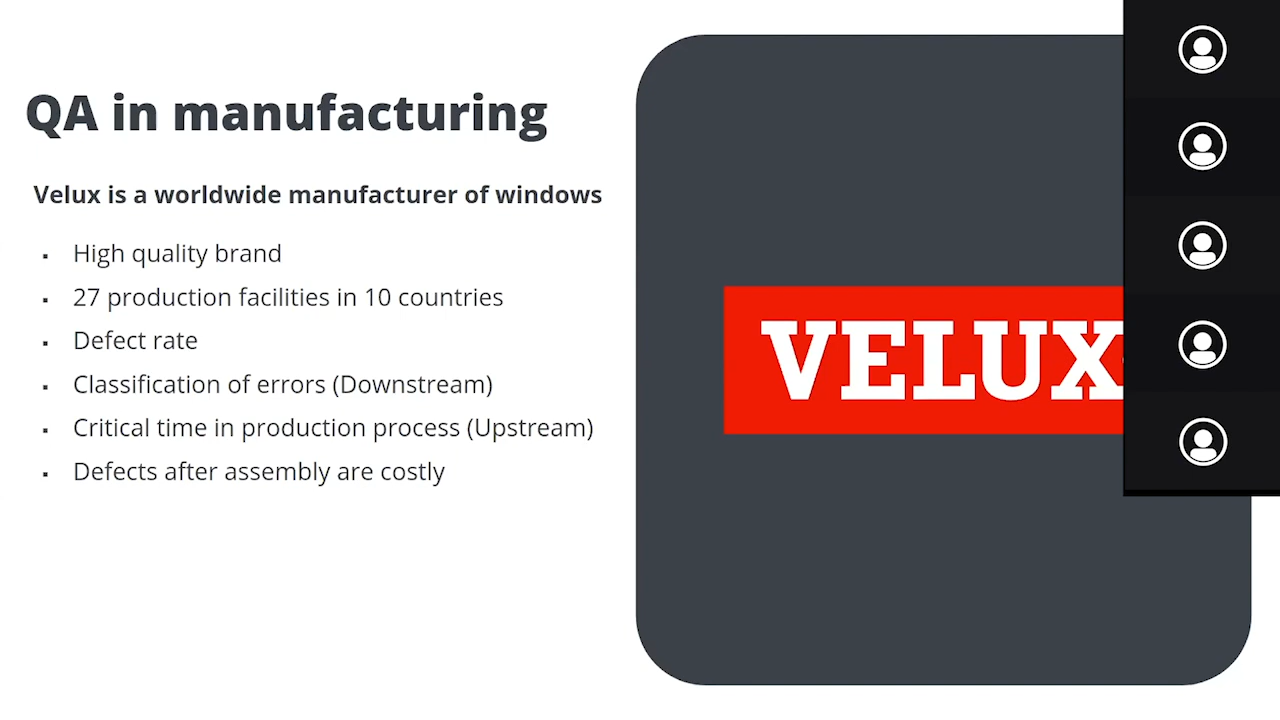 QA in manufacturing
Velux is a worldwide manufacturer of windows
▪ High quality brand
▪ 27 production facilities in 10 countries
▪ Defect rate
▪ Classification of errors (Downstream)
▪ Critical time in production process (Upstream)
▪ Defects after assembly are costly
VELUX